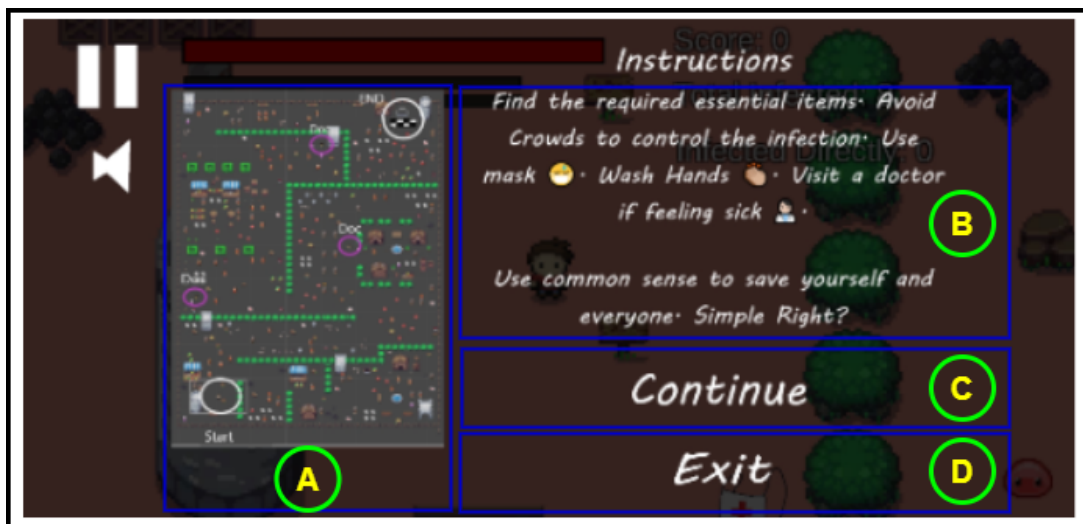 Score: 0
Instructions
Find the required essential items. Avoid
Crowds to control the infection. Use
mask 😷. Wash Hands 👏. Visit a doctor
if feeling sick 👩‍⚕️.
Infected Directly: 0
Use common sense to save yourself and
everyone. Simple Right?
Continue
Exit
END
Doc
Doc
Start
A
B
C
D